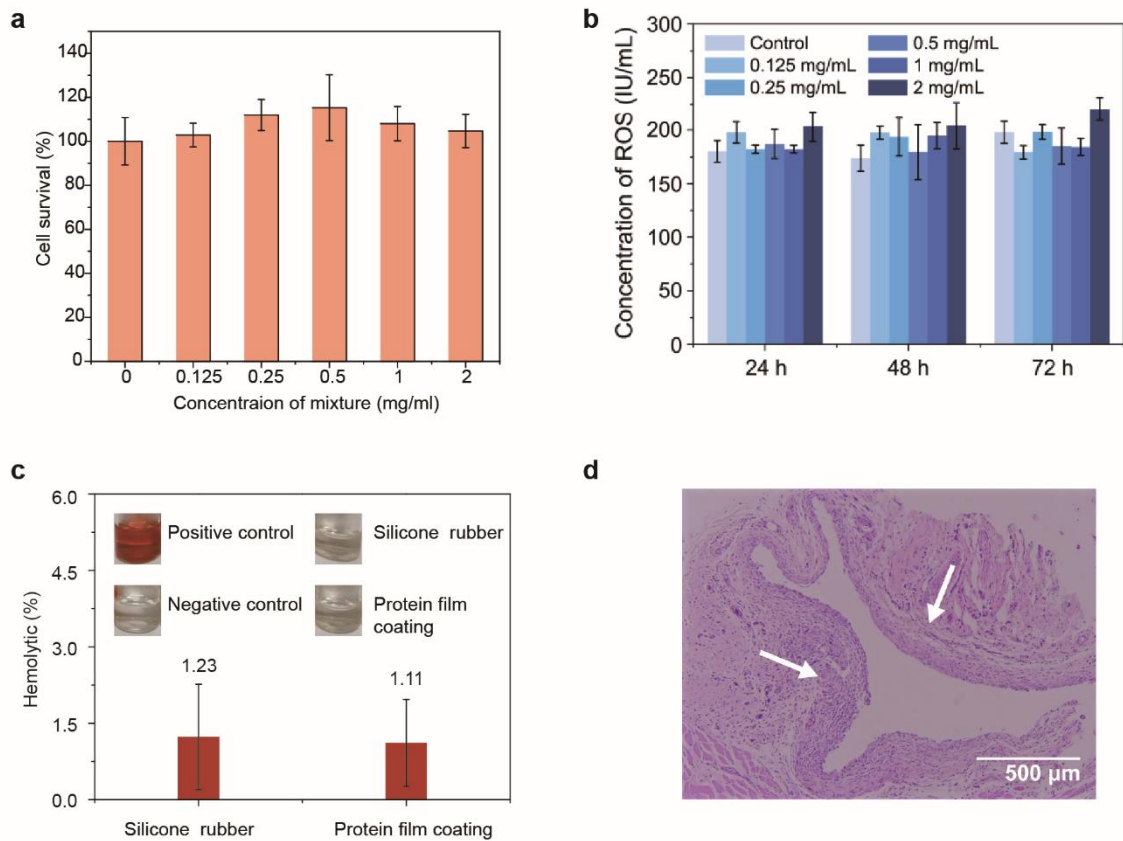 a
140
120
100
80
60
40
20
0
Cell survival (%)
0 0.125 0.25 0.5 1 2
Concentraion of mixture (mg/ml)
b
300
250
200
175
150
100
50
0
Concentration of ROS (IU/mL)
Control
0.125 mg/mL
0.25 mg/mL
0.5 mg/mL
1 mg/mL
2 mg/mL
24 h 48 h 72 h
c
6.0
4.5
3.0
1.5
0.0
Hemolytic (%)
Positive control
Silicone rubber
Negative control
Protein film
coating
1.23
1.11
Silicone rubber Protein film coating
d
500 µm